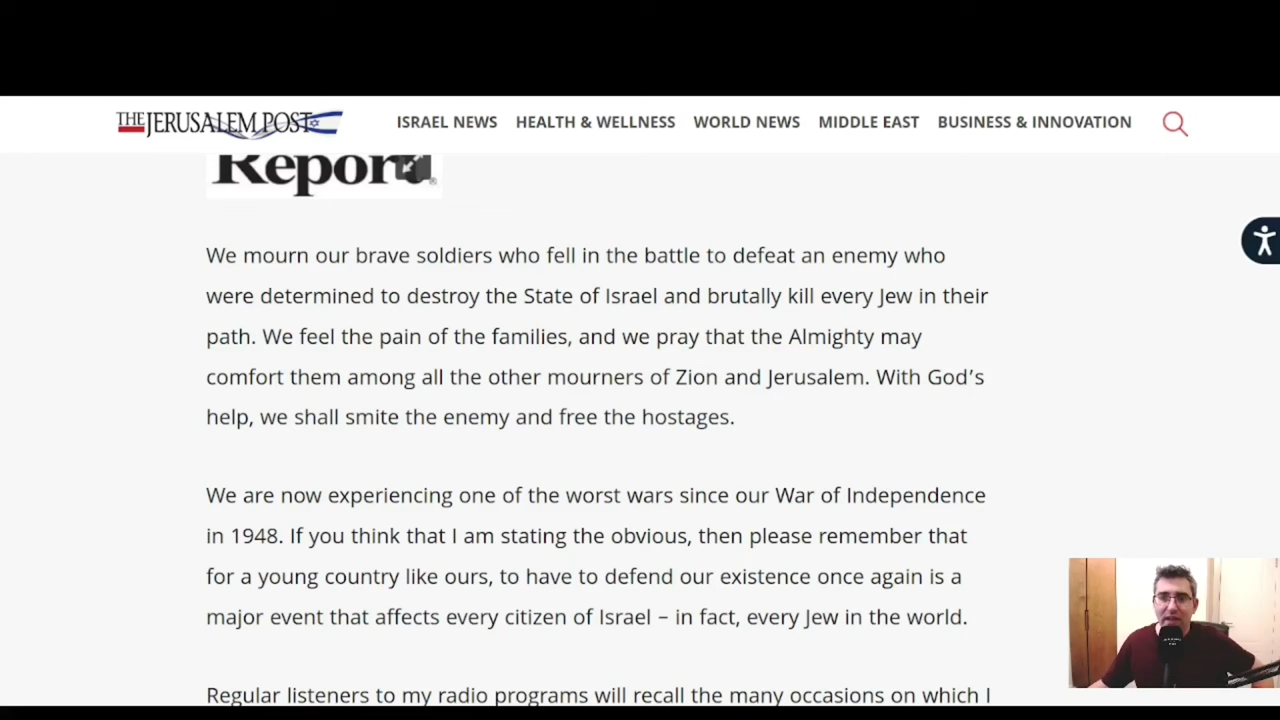 THE JERUSALEM POST
ISRAEL NEWS HEALTH & WELLNESS WORLD NEWS MIDDLE EAST BUSINESS & INNOVATION
Report
We mourn our brave soldiers who fell in the battle to defeat an enemy who
were determined to destroy the State of Israel and brutally kill every Jew in their
path. We feel the pain of the families, and we pray that the Almighty may
comfort them among all the other mourners of Zion and Jerusalem. With God’s
help, we shall smite the enemy and free the hostages.
We are now experiencing one of the worst wars since our War of Independence
in 1948. If you think that I am stating the obvious, then please remember that
for a young country like ours, to have to defend our existence once again is a
major event that affects every citizen of Israel – in fact, every Jew in the world.
Regular listeners to my radio programs will recall the many occasions on which I